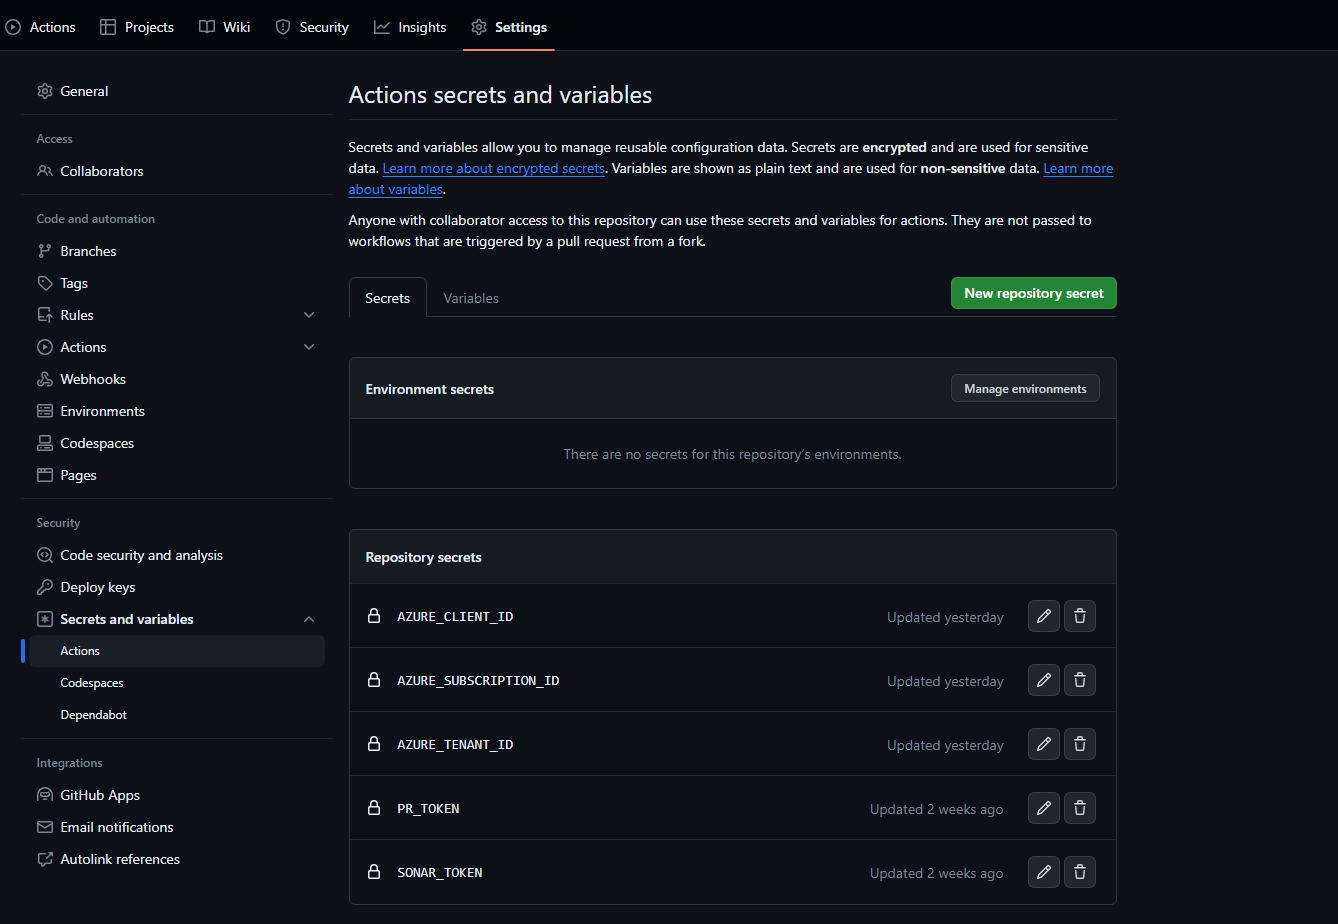 Actions Projects Wiki Security Insights Settings
General
Access
Collaborators
Code and automation
Branches
Tags
Rules
Actions
Webhooks
Environments
Codespaces
Pages
Security
Code security and analysis
Deploy keys
Secrets and variables
Actions
Codespaces
Dependabot
Integrations
GitHub Apps
Email notifications
Autolink references
Actions secrets and variables
Secrets and variables allow you to manage reusable configuration data. Secrets are encrypted and are used for sensitive
data. Learn more about encrypted secrets. Variables are shown as plain text and are used for non-sensitive data. Learn more
about variables.
Anyone with collaborator access to this repository can use these secrets and variables for actions. They are not passed to
workflows that are triggered by a pull request from a fork.
Secrets Variables New repository secret
Environment secrets Manage environments
There are no secrets for this repository's environments.
Repository secrets
AZURE_CLIENT_ID Updated yesterday
AZURE_SUBSCRIPTION_ID Updated yesterday
AZURE_TENANT_ID Updated yesterday
PR_TOKEN Updated 2 weeks ago
SONAR_TOKEN Updated 2 weeks ago